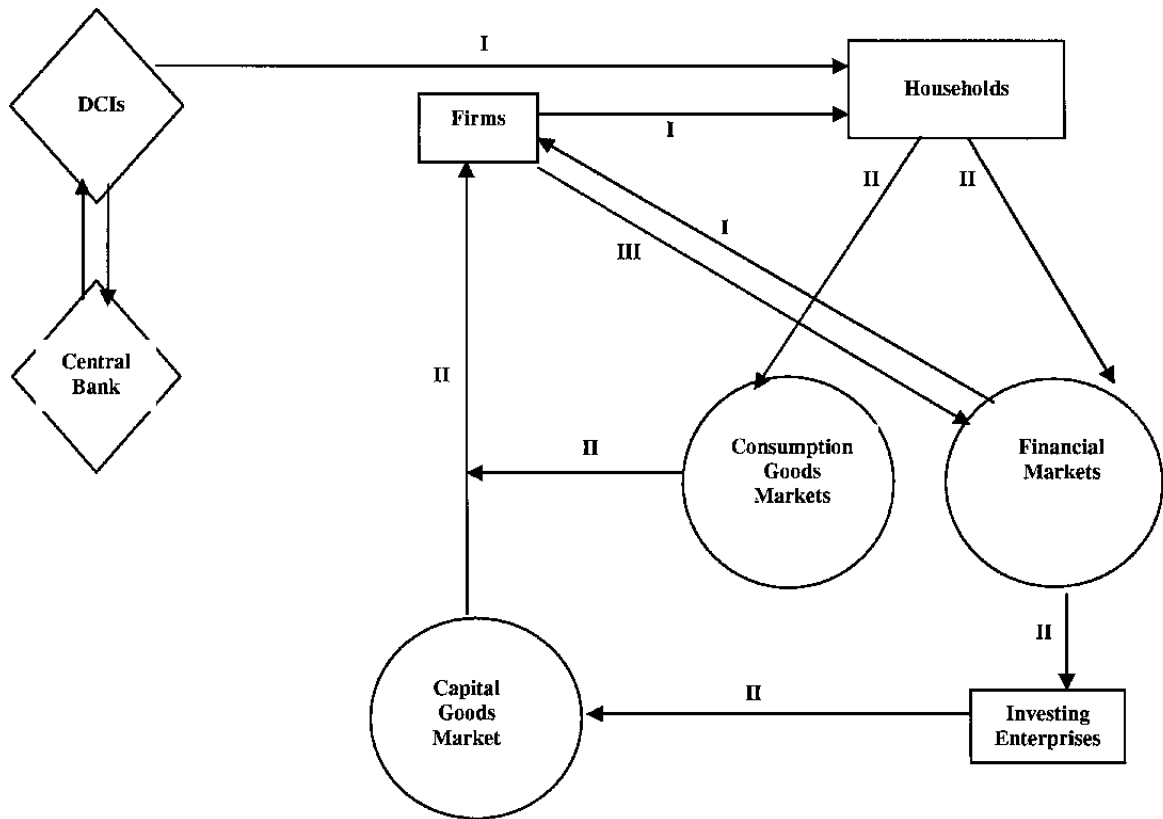 I
DCIs
Households
Firms
I
II
II
I
III
Central
Bank
II
Consumption
Goods
Markets
Financial
Markets
II
II
Capital
Goods
Market
II
Investing
Enterprises